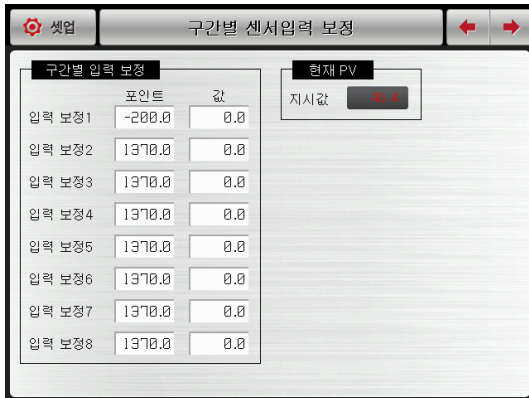 셋업
구간별 센서입력 보정
구간별 입력 보정
현재 PV
포인트 값
지시값
입력 보정1 -200.0 0.0
입력 보정2 1370.0 0.0
입력 보정3 1370.0 0.0
입력 보정4 1370.0 0.0
입력 보정5 1370.0 0.0
입력 보정6 1370.0 0.0
입력 보정7 1370.0 0.0
입력 보정8 1370.0 0.0